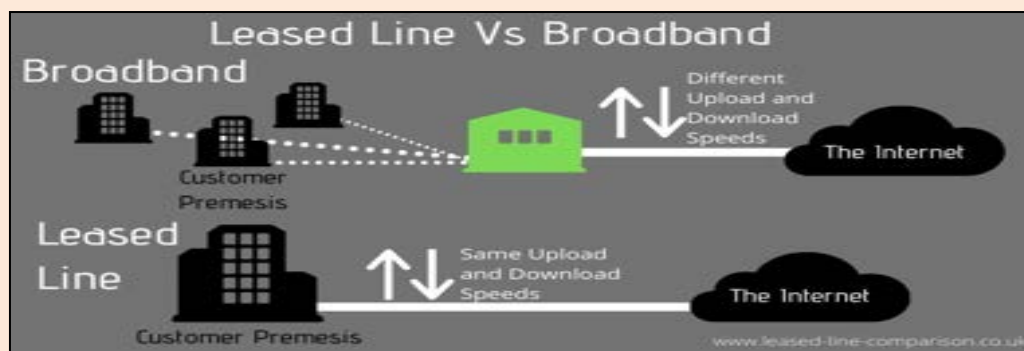 Leased Line Vs Broadband
Broadband
Different
Upload and
Download
Speeds
The Internet
Customer
Premesis
Leased
Line
Same Upload
and Download
Speeds
The Internet
Customer Premesis
www.leased-line-comparison.co.uk